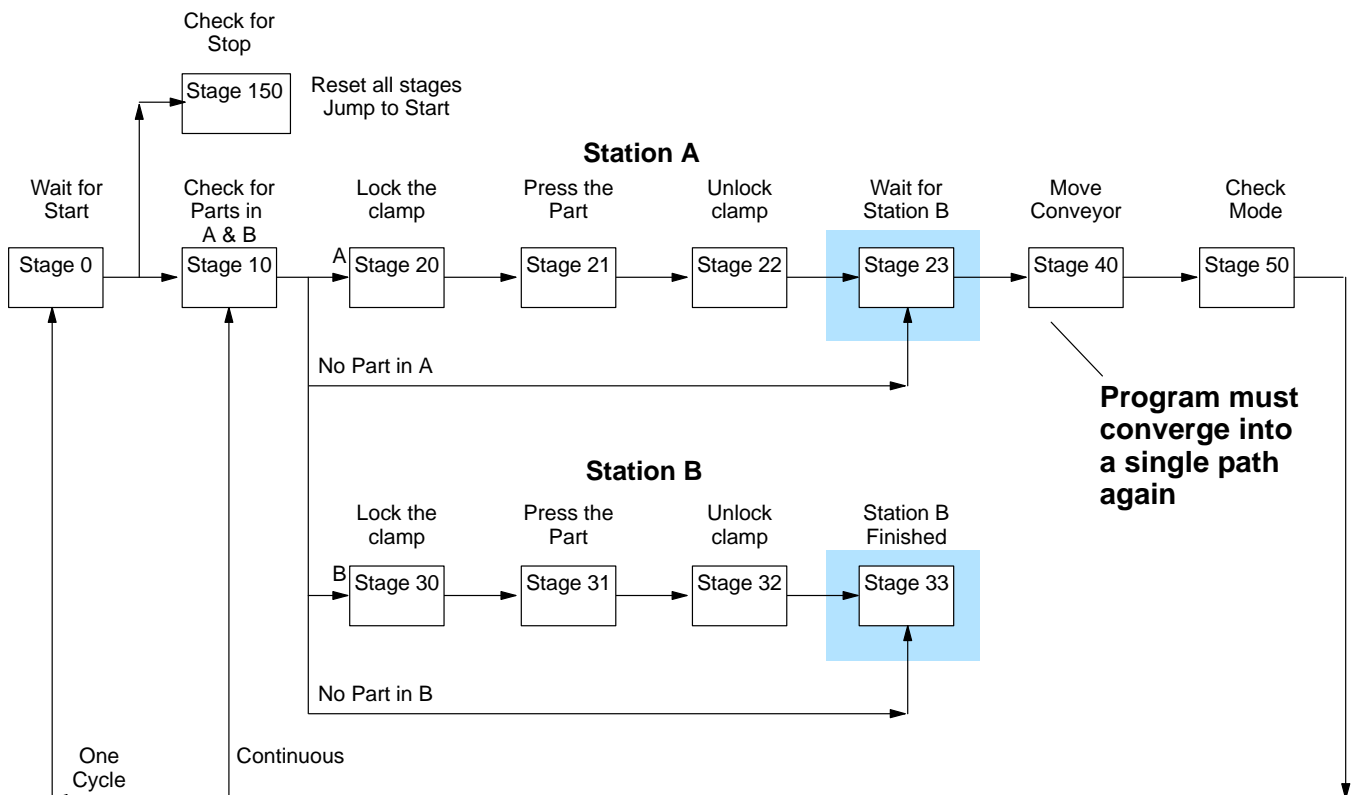 Check for
Stop
Stage 150
Reset all stages
Jump to Start
Station A
Wait for
Start
Check for
Parts in
A & B
Lock the
clamp
Press the
Part
Unlock
clamp
Wait for
Station B
Move
Conveyor
Check
Mode
Stage 0
Stage 10
A
Stage 20
Stage 21
Stage 22
Stage 23
Stage 40
Stage 50
No Part in A
Program must
converge into
a single path
again
Station B
Lock the
clamp
Press the
Part
Unlock
clamp
Station B
Finished
B
Stage 30
Stage 31
Stage 32
Stage 33
No Part in B
One
Cycle
Continuous